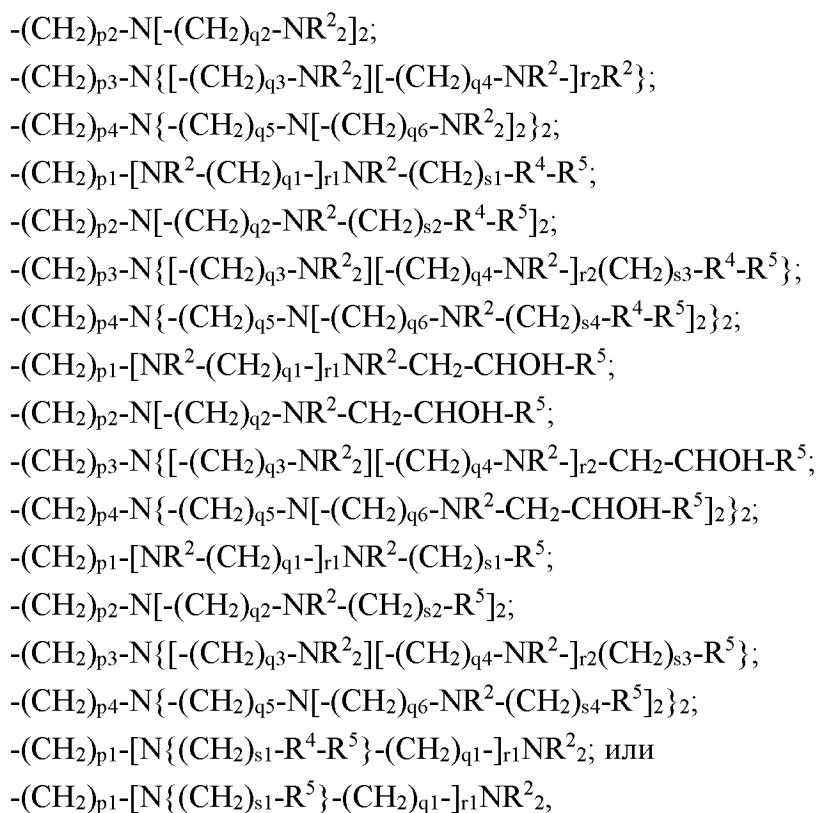 -(CH₂)ₚ₂-N[-(CH₂)q₂-NR²₂]₂;
-(CH₂)ₚ₃-N{[-(CH₂)q₃-NR²₂][-(CH₂)q₄-NR²-]r₂R²};
-(CH₂)ₚ₄-N{-(CH₂)q₅-N[-(CH₂)q₆-NR²₂]₂}₂;
-(CH₂)ₚ₁-[NR²-(CH₂)q₁-]ᵣ₁NR²-(CH₂)ₛ₁-R⁴-R⁵;
-(CH₂)ₚ₂-N[-(CH₂)q₂-NR²-(CH₂)ₛ₂-R⁴-R⁵]₂;
-(CH₂)ₚ₃-N{[-(CH₂)q₃-NR²₂][-(CH₂)q₄-NR²-]ᵣ₂(CH₂)ₛ₃-R⁴-R⁵};
-(CH₂)ₚ₄-N{-(CH₂)q₅-N[-(CH₂)q₆-NR²-(CH₂)ₛ₄-R⁴-R⁵]₂}₂;
-(CH₂)ₚ₁-[NR²-(CH₂)q₁-]ᵣ₁NR²-CH₂-CHOH-R⁵;
-(CH₂)ₚ₂-N[-(CH₂)q₂-NR²-CH₂-CHOH-R⁵;
-(CH₂)ₚ₃-N{[-(CH₂)q₃-NR²₂][-(CH₂)q₄-NR²-]ᵣ₂-CH₂-CHOH-R⁵;
-(CH₂)ₚ₄-N{-(CH₂)q₅-N[-(CH₂)q₆-NR²-CH₂-CHOH-R⁵]₂}₂;
-(CH₂)ₚ₁-[NR²-(CH₂)q₁-]ᵣ₁NR²-(CH₂)ₛ₁-R⁵;
-(CH₂)ₚ₂-N[-(CH₂)q₂-NR²-(CH₂)ₛ₂-R⁵]₂;
-(CH₂)ₚ₃-N{[-(CH₂)q₃-NR²₂][-(CH₂)q₄-NR²-]ᵣ₂(CH₂)ₛ₃-R⁵};
-(CH₂)ₚ₄-N{-(CH₂)q₅-N[-(CH₂)q₆-NR²-(CH₂)ₛ₄-R⁵]₂}₂;
-(CH₂)ₚ₁-[N{(CH₂)ₛ₁-R⁴-R⁵}-(CH₂)q₁-]ᵣ₁NR²₂; или
-(CH₂)ₚ₁-[N{(CH₂)ₛ₁-R⁵}-(CH₂)q₁-]ᵣ₁NR²₂,